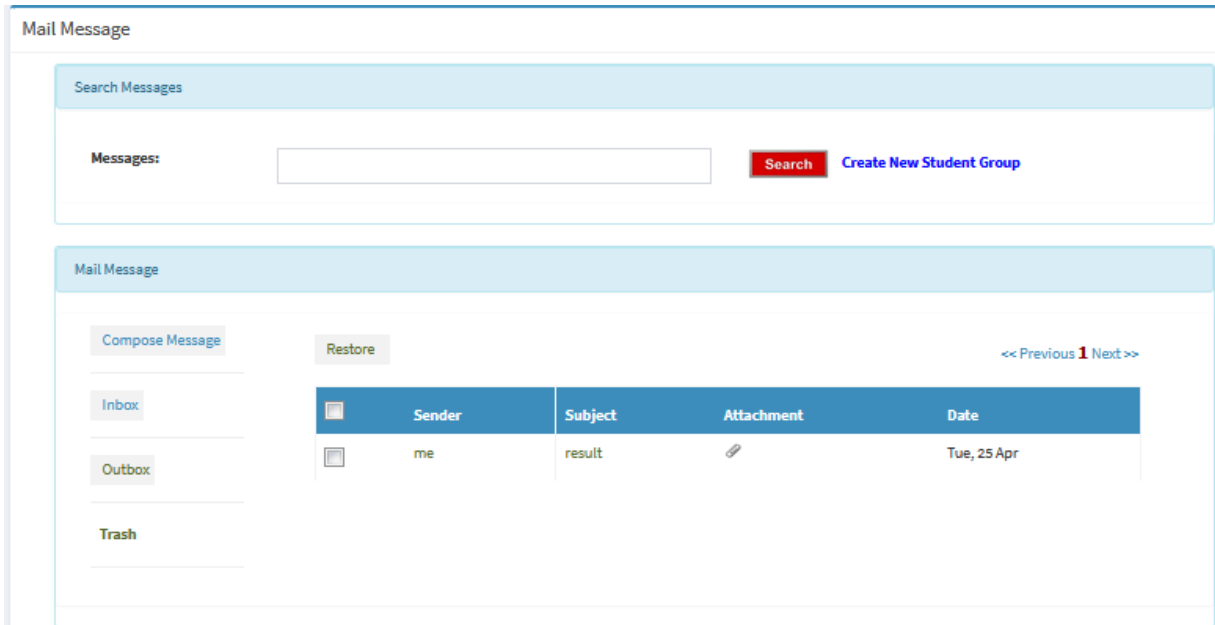 Mail Message
Search Messages
Messages:
Search Create New Student Group
Mail Message
Compose Message
Inbox
Outbox
Trash
Restore
<< Previous 1 Next >>
Sender Subject Attachment Date
me result Tue, 25 Apr